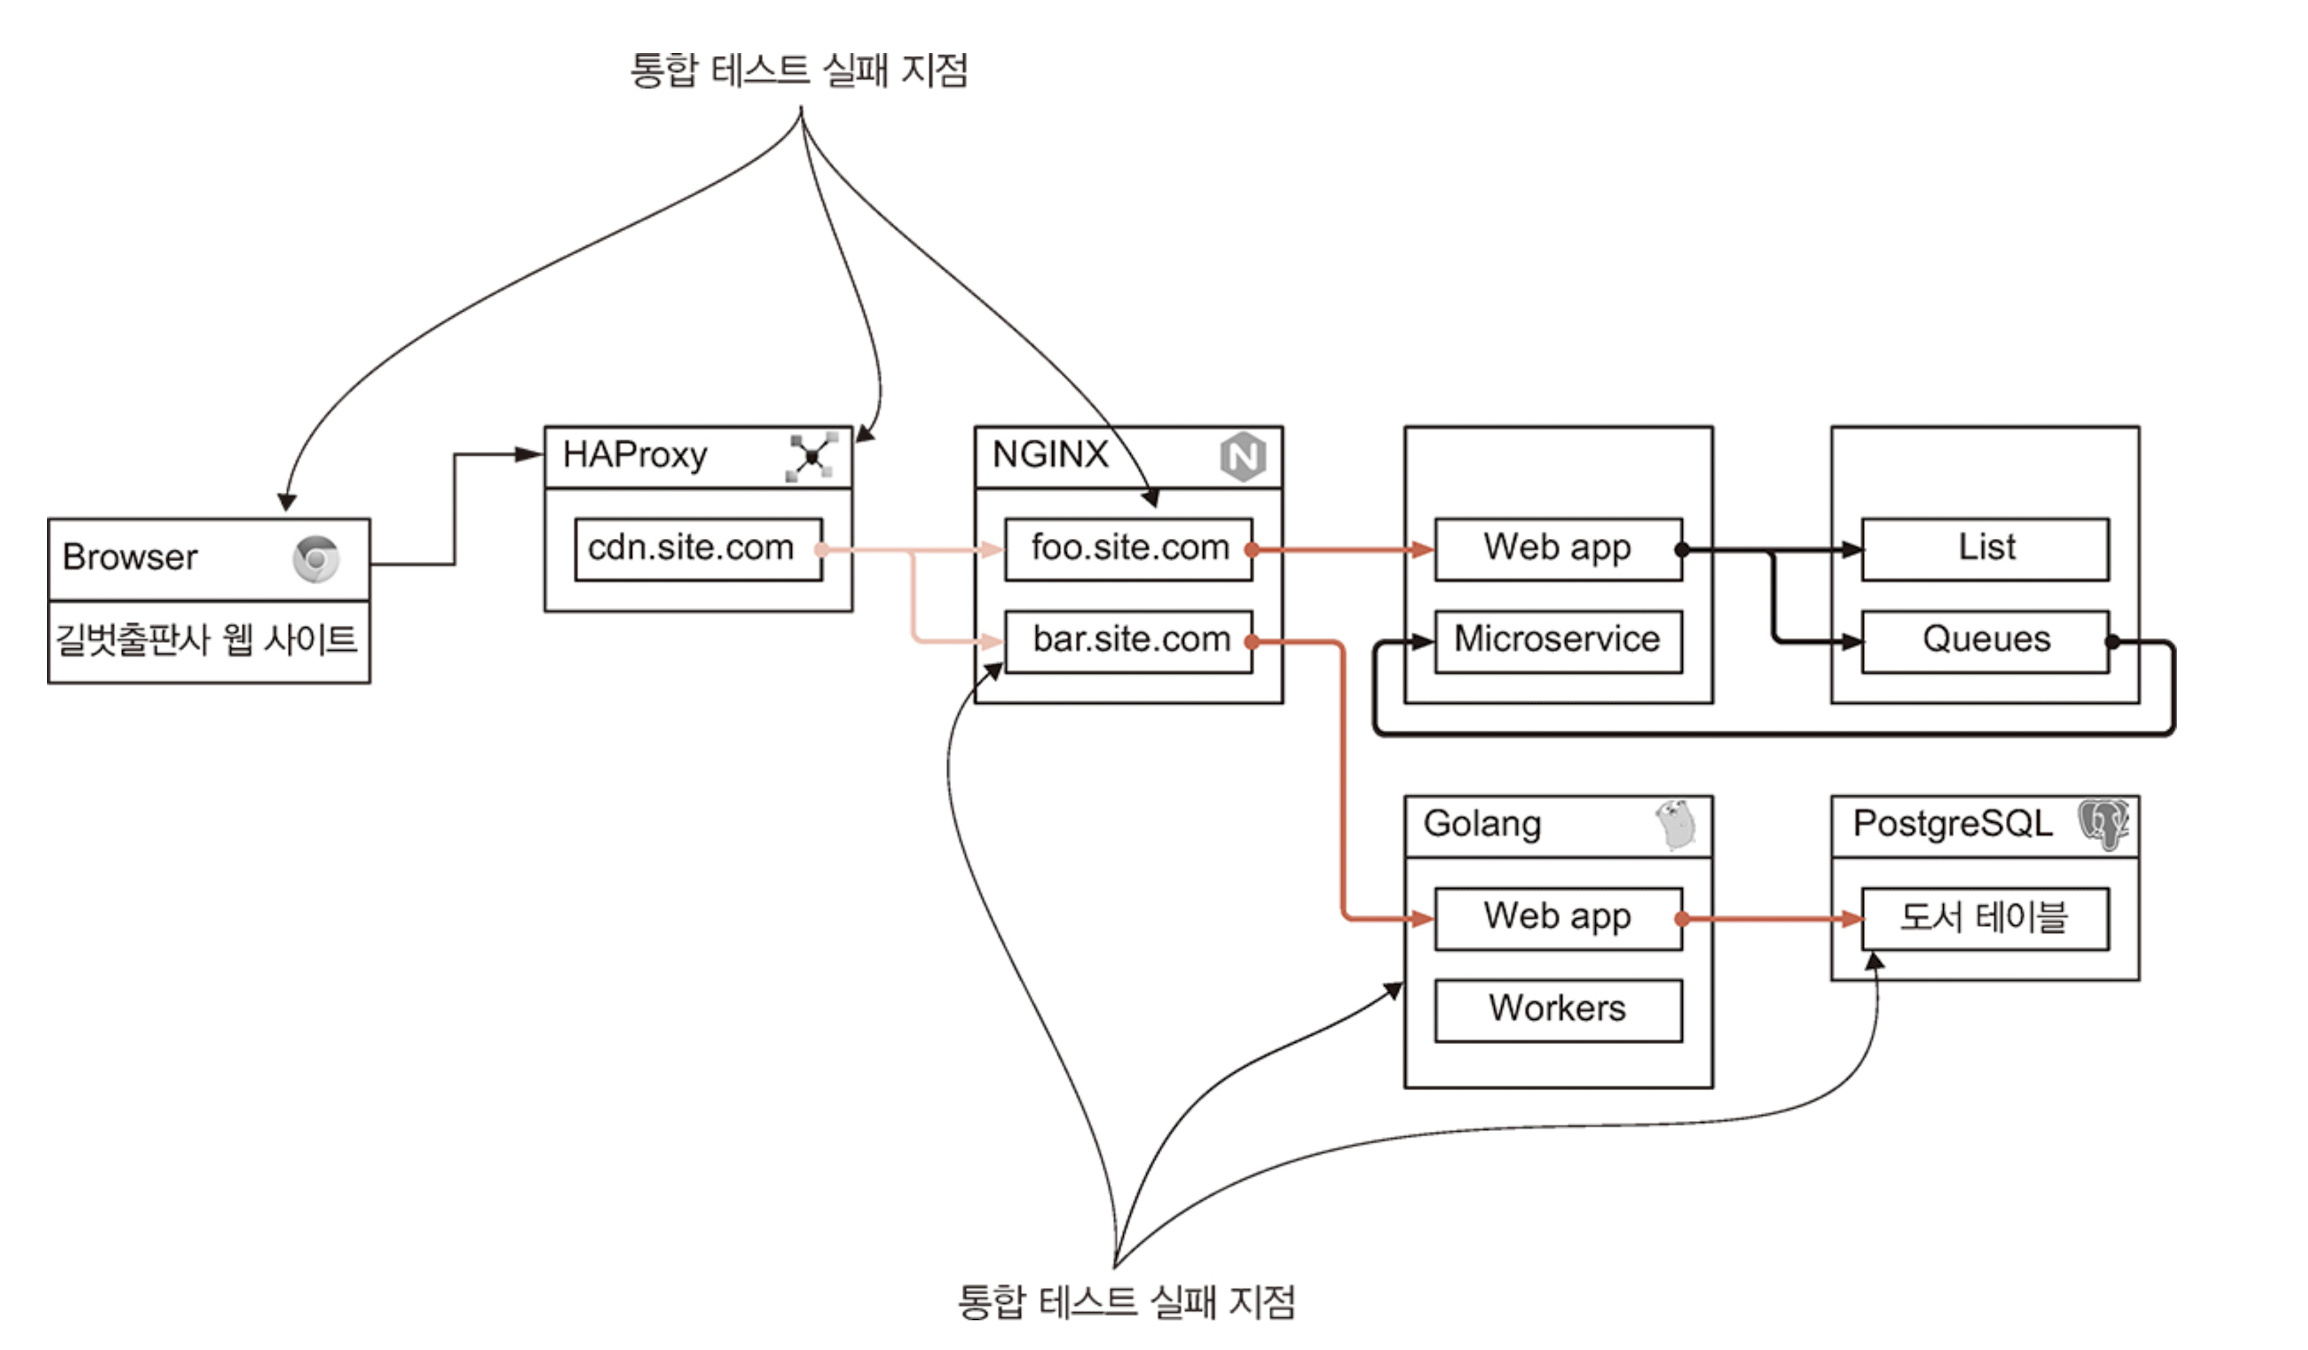 통합 테스트 실패 지점
Browser
길벗출판사 웹 사이트
HAProxy
cdn.site.com
NGINX
N
foo.site.com
bar.site.com
Web app
Microservice
List
Queues
Golang
Web app
Workers
PostgreSQL
도서 테이블
통합 테스트 실패 지점